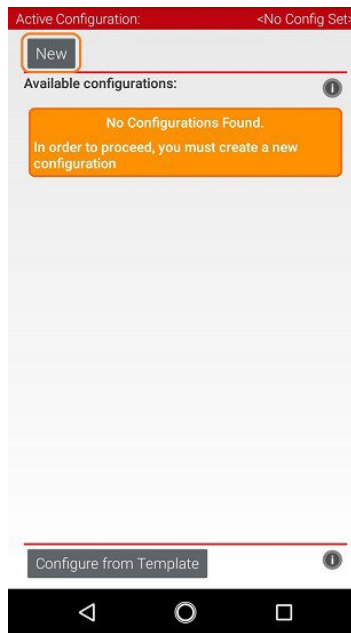 Active Configuration: <No Config Set>
New
Available configurations:
No Configurations Found.
In order to proceed, you must create a new
configuration
Configure from Template